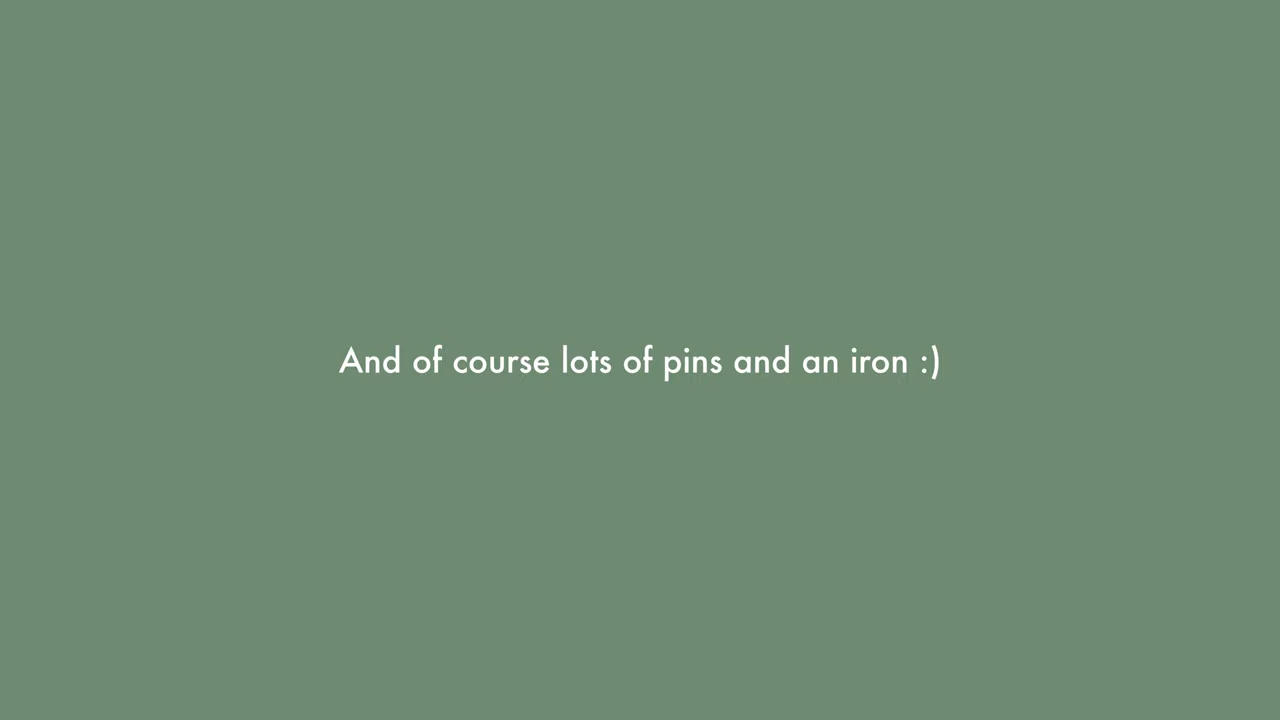 And of course lots of pins and an iron :)